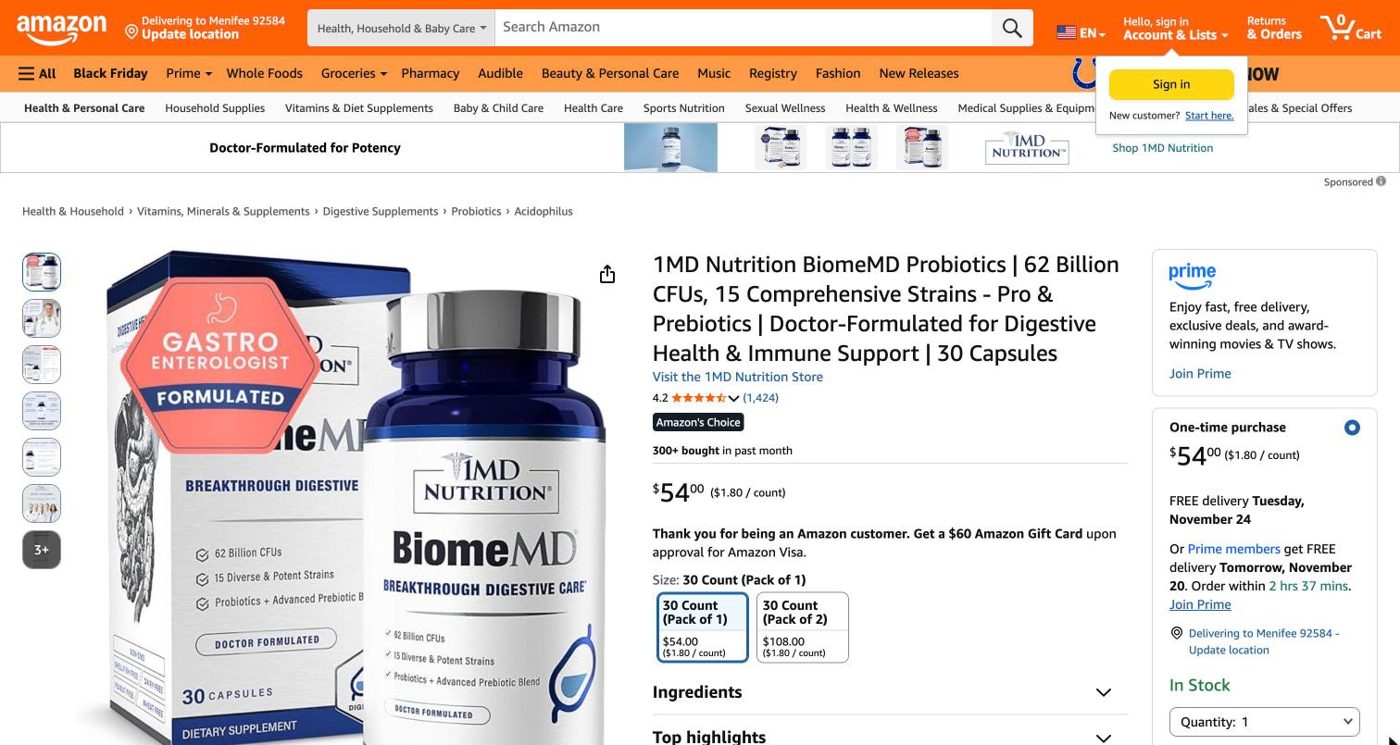 amazon
Delivering to Menifee 92584
Update location
Health, Household & Baby Care
Search Amazon
EN
Hello, sign in
Account & Lists
Returns
& Orders
0
Cart
All
Black Friday
Prime
Whole Foods
Groceries
Pharmacy
Audible
Beauty & Personal Care
Music
Registry
Fashion
New Releases
Sign in
New customer? Start here.
Health & Personal Care
Household Supplies
Vitamins & Diet Supplements
Baby & Child Care
Health Care
Sports Nutrition
Sexual Wellness
Health & Wellness
Medical Supplies &
& Special Offers
Doctor-Formulated for Potency
1MD
NUTRITION™
Shop 1MD Nutrition
Sponsored
Health & Household › Vitamins, Minerals & Supplements › Digestive Supplements › Probiotics › Acidophilus
3+
GASTRO
ENTEROLOGIST
FORMULATED
BREAKTHROUGH DIGESTIVE
62 Billion CFUs
15 Diverse & Potent Strains
Probiotics + Advanced Prebiotic B
DOCTOR FORMULATED
30 CAPSULES
DIETARY SUPPLEMENT
1MD
NUTRITION®
BiomeMD®
BREAKTHROUGH DIGESTIVE CARE
62 Billion CFUs
15 Diverse & Potent Strains
Probiotics + Advanced Prebiotic Blend
DOCTOR FORMULATED
1MD Nutrition BiomeMD Probiotics | 62 Billion
CFUs, 15 Comprehensive Strains - Pro &
Prebiotics | Doctor-Formulated for Digestive
Health & Immune Support | 30 Capsules
Visit the 1MD Nutrition Store
4.2 (1,424)
Amazon's Choice
300+ bought in past month
$5400 ($1.80 / count)
Thank you for being an Amazon customer. Get a $60 Amazon Gift Card upon
approval for Amazon Visa.
Size: 30 Count (Pack of 1)
30 Count
(Pack of 1)
$54.00
($1.80 / count)
30 Count
(Pack of 2)
$108.00
($1.80 / count)
Ingredients
Top highlights
prime
Enjoy fast, free delivery,
exclusive deals, and award-
winning movies & TV shows.
Join Prime
One-time purchase
$5400 ($1.80 / count)
FREE delivery Tuesday,
November 24
Or Prime members get FREE
delivery Tomorrow, November
20. Order within 2 hrs 37 mins.
Join Prime
Delivering to Menifee 92584 -
Update location
In Stock
Quantity: 1